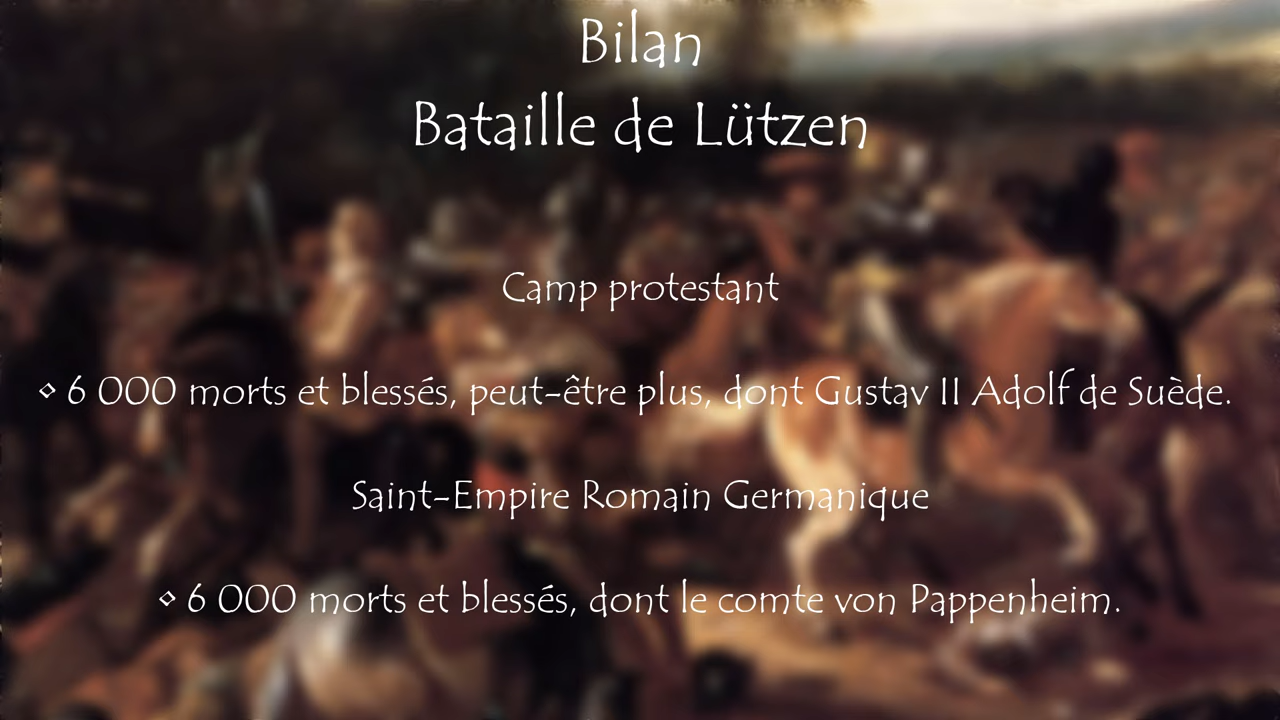 Bilan
Bataille de Lützen
Camp protestant
⋄ 6 000 morts et blessés, peut-être plus, dont Gustav II Adolf de Suède.
Saint-Empire Romain Germanique
⋄ 6 000 morts et blessés, dont le comte von Pappenheim.